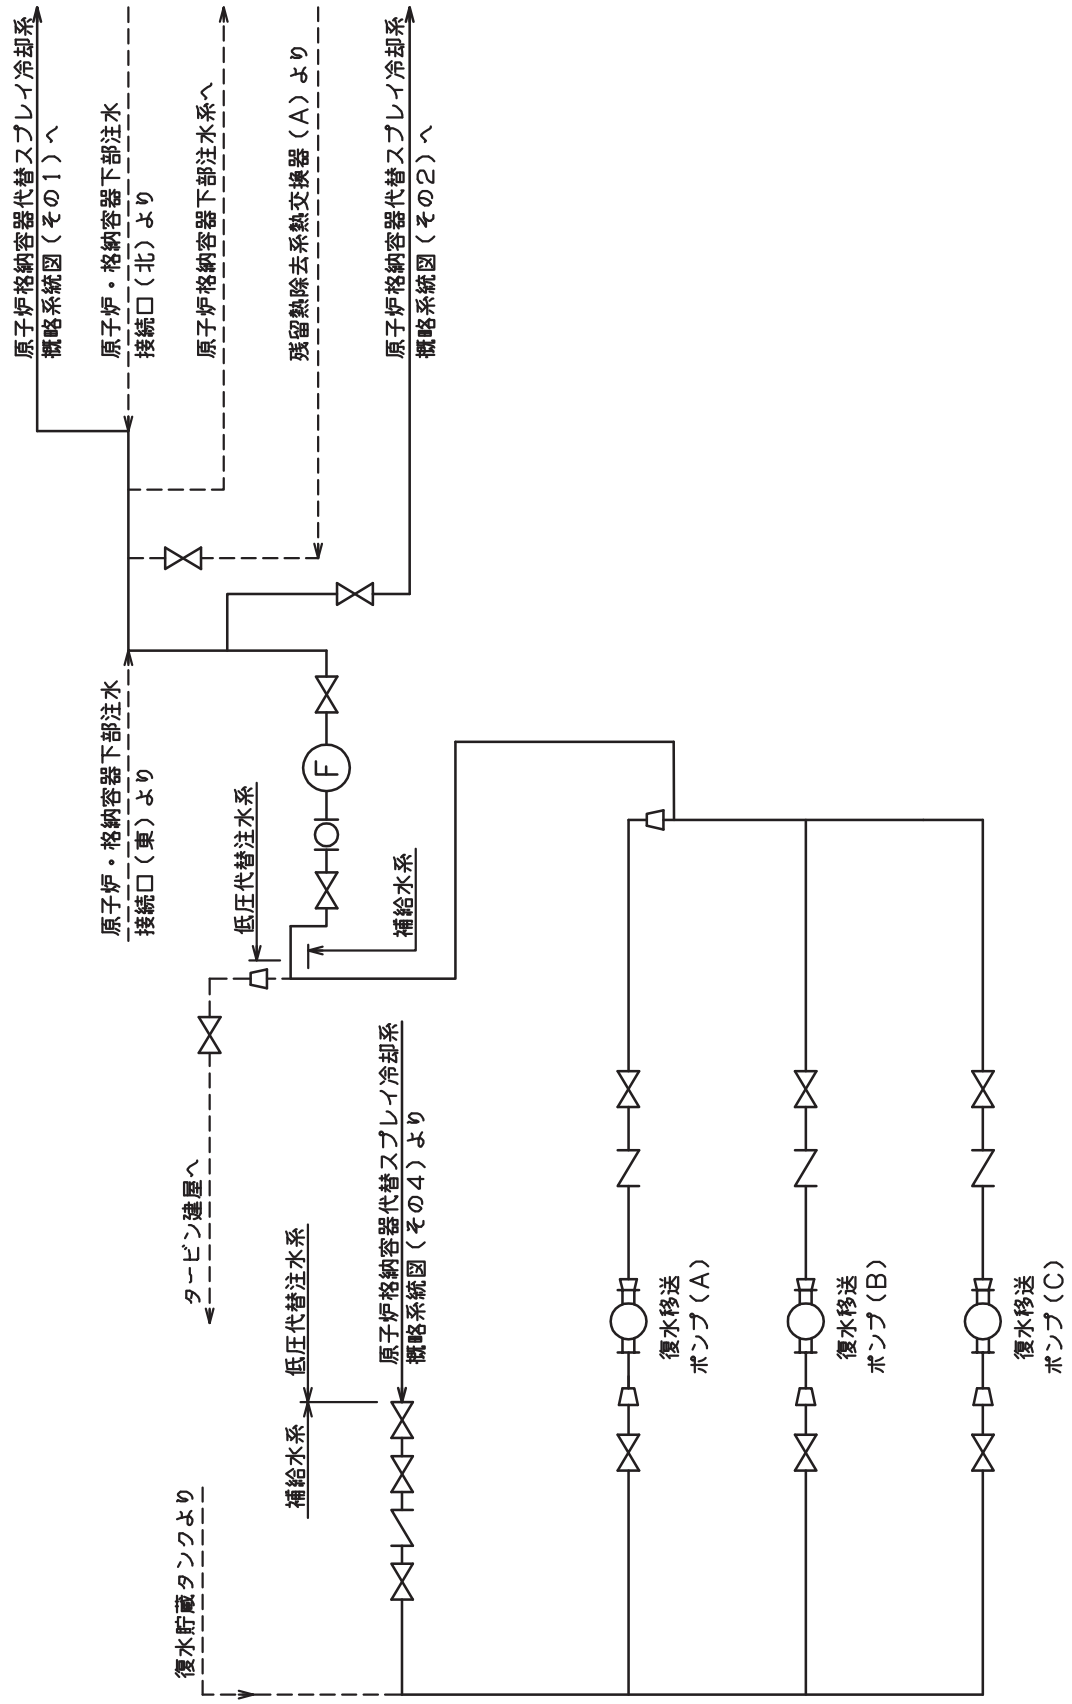 原子炉格納容器代替スプレイ冷却系
概略系統図（その１）へ
原子炉・格納容器下部注水
接続口（北）より
原子炉格納容器下部注水系へ
残留熱除去系熱交換器（Ａ）より
原子炉格納容器代替スプレイ冷却系
概略系統図（その２）へ
原子炉・格納容器下部注水
接続口（東）より
F
低圧代替注水系
補給水系
タービン建屋へ
原子炉格納容器代替スプレイ冷却系
概略系統図（その４）より
低圧代替注水系
補給水系
復水貯蔵タンクより
復水移送
ポンプ（Ａ）
復水移送
ポンプ（Ｂ）
復水移送
ポンプ（Ｃ）